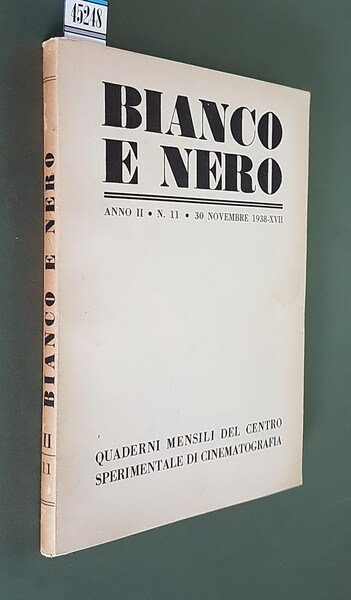 45248
BIANCO
E NERO
ANNO II • N. 11 • 30 NOVEMBRE 1938-XVII
QUADERNI MENSILI DEL CENTRO
SPERIMENTALE DI CINEMATOGRAFIA
BIANCO E NERO
II
11